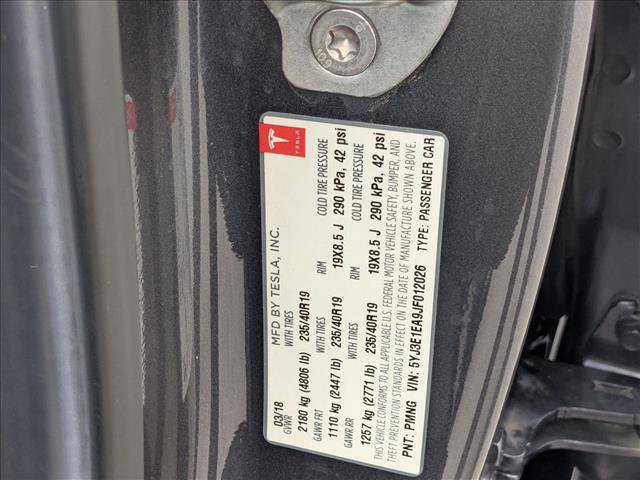 TESLA
MFD BY TESLA, INC.
03/18
GVWR WITH TIRES RIM COLD TIRE PRESSURE
2180 kg (4806 lb) 235/40R19 19X8.5 J 290 kPa, 42 psi
GAWR FRT WITH TIRES RIM COLD TIRE PRESSURE
1110 kg (2447 lb) 235/40R19
GAWR RR
1257 kg (2771 lb) 235/40R19 19X8.5 J 290 kPa, 42 psi
THIS VEHICLE CONFORMS TO ALL APPLICABLE U.S. FEDERAL MOTOR VEHICLE SAFETY, BUMPER, AND
THEFT PREVENTION STANDARDS IN EFFECT ON THE DATE OF MANUFACTURE SHOWN ABOVE.
PNT: PMNG VIN: 5YJ3E1EA9JF012026 TYPE: PASSENGER CAR
109